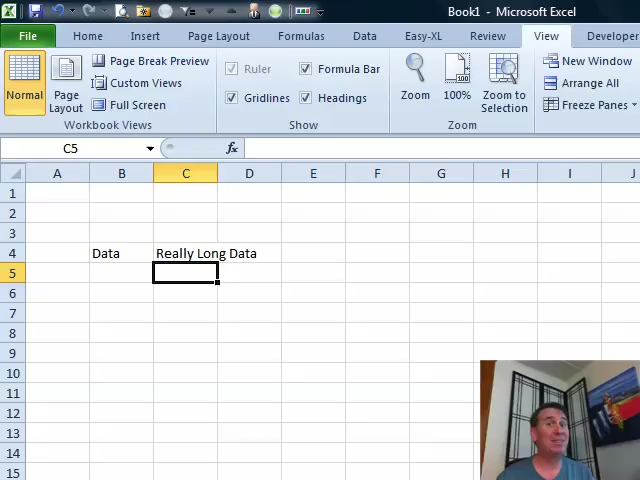 Book1 - Microsoft Excel
File Home Insert Page Layout Formulas Data Easy-XL Review View Developer
Normal
Page Layout
Page Break Preview
Custom Views
Full Screen
Workbook Views
Ruler
Formula Bar
Gridlines
Headings
Show
Zoom
100%
Zoom to Selection
Zoom
New Window
Arrange All
Freeze Panes
C5
fx
A B C D E F G H I J
1
2
3
4 Data Really Long Data
5
6
7
8
9
10
11
12
13
14
15